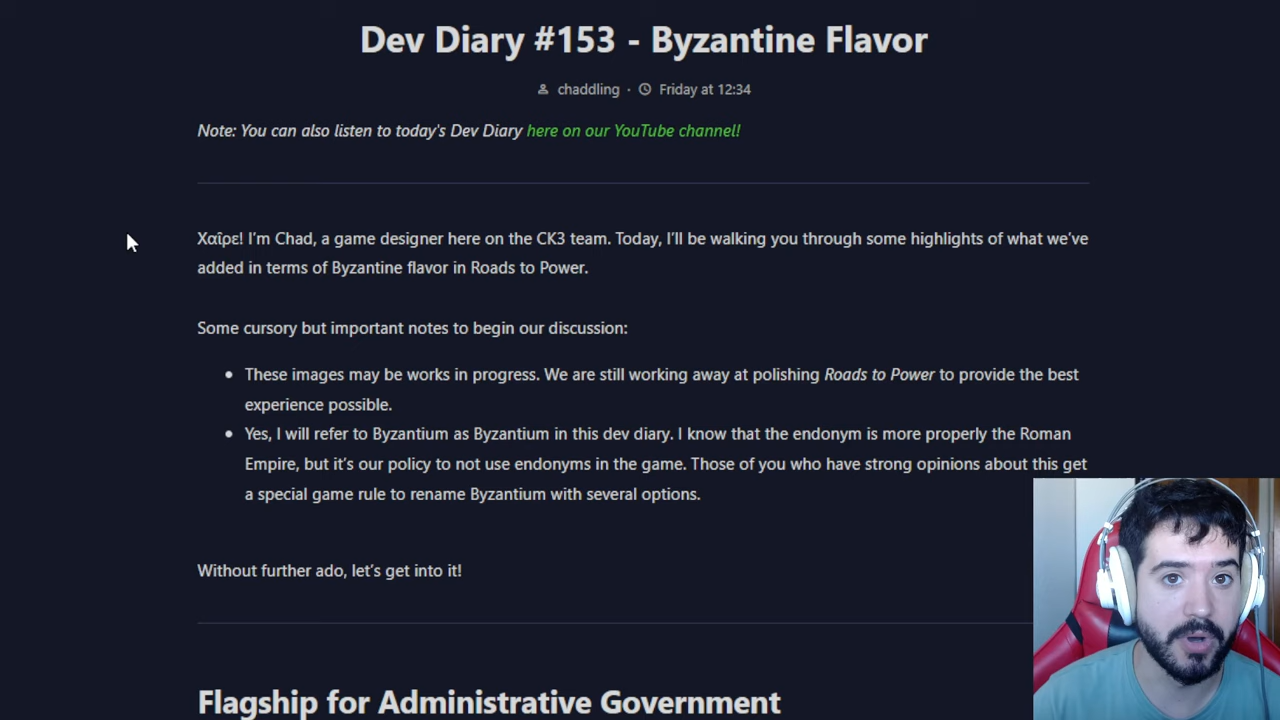 Dev Diary #153 - Byzantine Flavor
chaddling · Friday at 12:34
Note: You can also listen to today's Dev Diary here on our YouTube channel!
Χαῖρε! I’m Chad, a game designer here on the CK3 team. Today, I’ll be walking you through some highlights of what we’ve
added in terms of Byzantine flavor in Roads to Power.
Some cursory but important notes to begin our discussion:
• These images may be works in progress. We are still working away at polishing Roads to Power to provide the best
experience possible.
• Yes, I will refer to Byzantium as Byzantium in this dev diary. I know that the endonym is more properly the Roman
Empire, but it’s our policy to not use endonyms in the game. Those of you who have strong opinions about this get
a special game rule to rename Byzantium with several options.
Without further ado, let’s get into it!
Flagship for Administrative Government